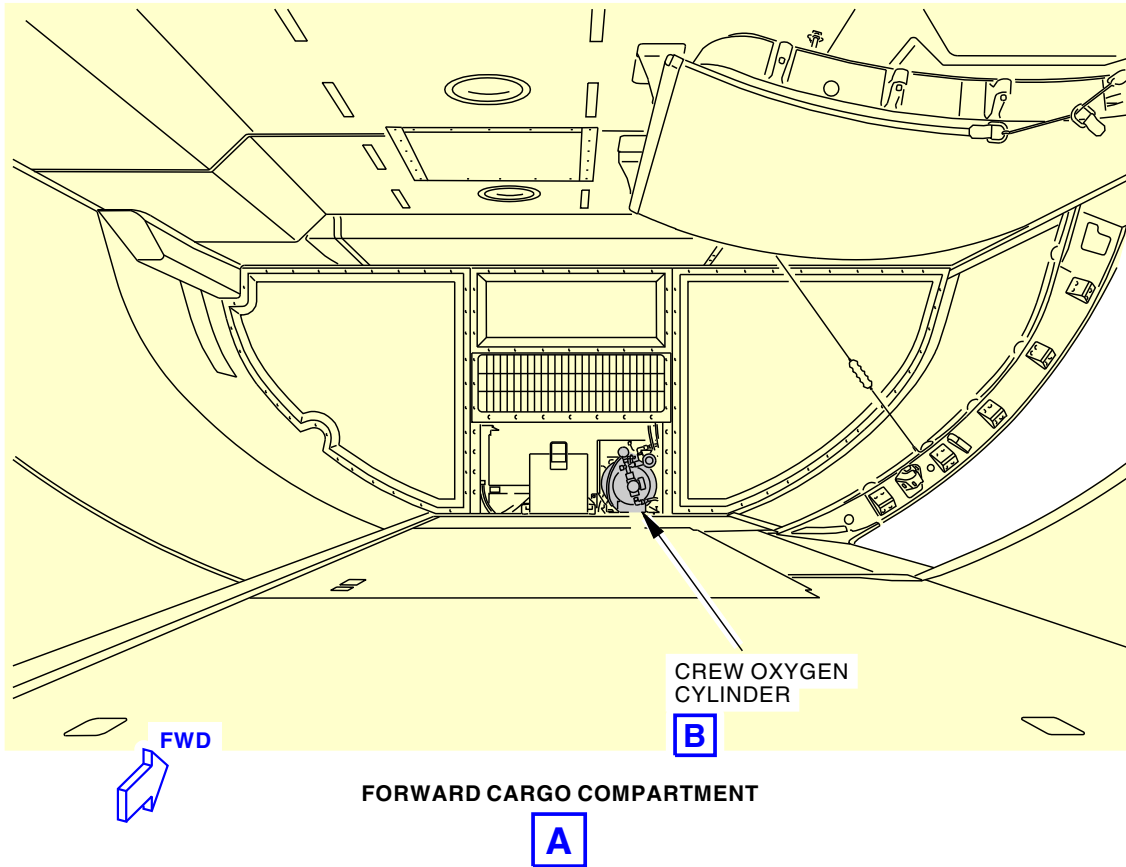 CREW OXYGEN
CYLINDER
B
FWD
FORWARD CARGO COMPARTMENT
A